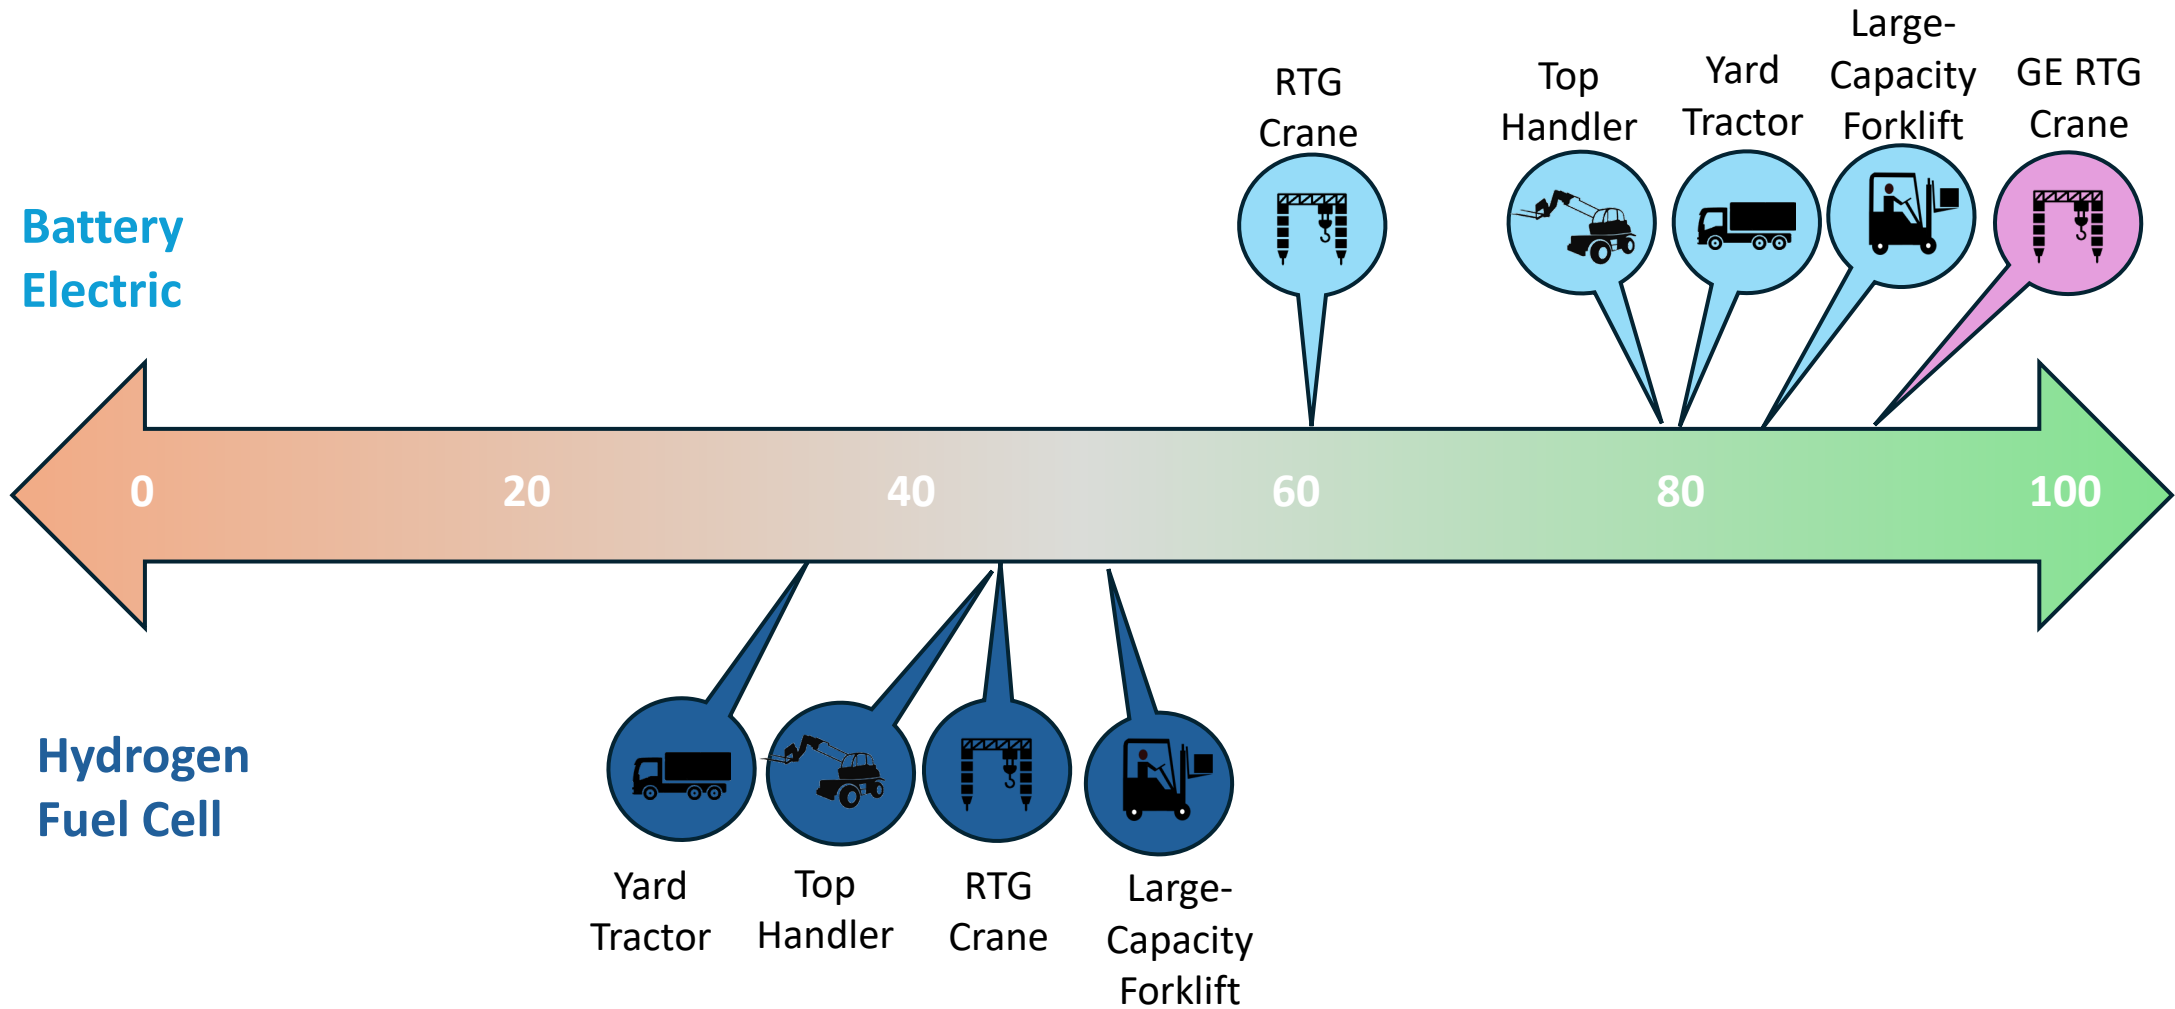 RTG
Crane
Top
Handler
Yard
Tractor
Large-
Capacity
Forklift
GE RTG
Crane
Battery
Electric
0 20 40 60 80 100
Hydrogen
Fuel Cell
Yard
Tractor
Top
Handler
RTG
Crane
Large-
Capacity
Forklift